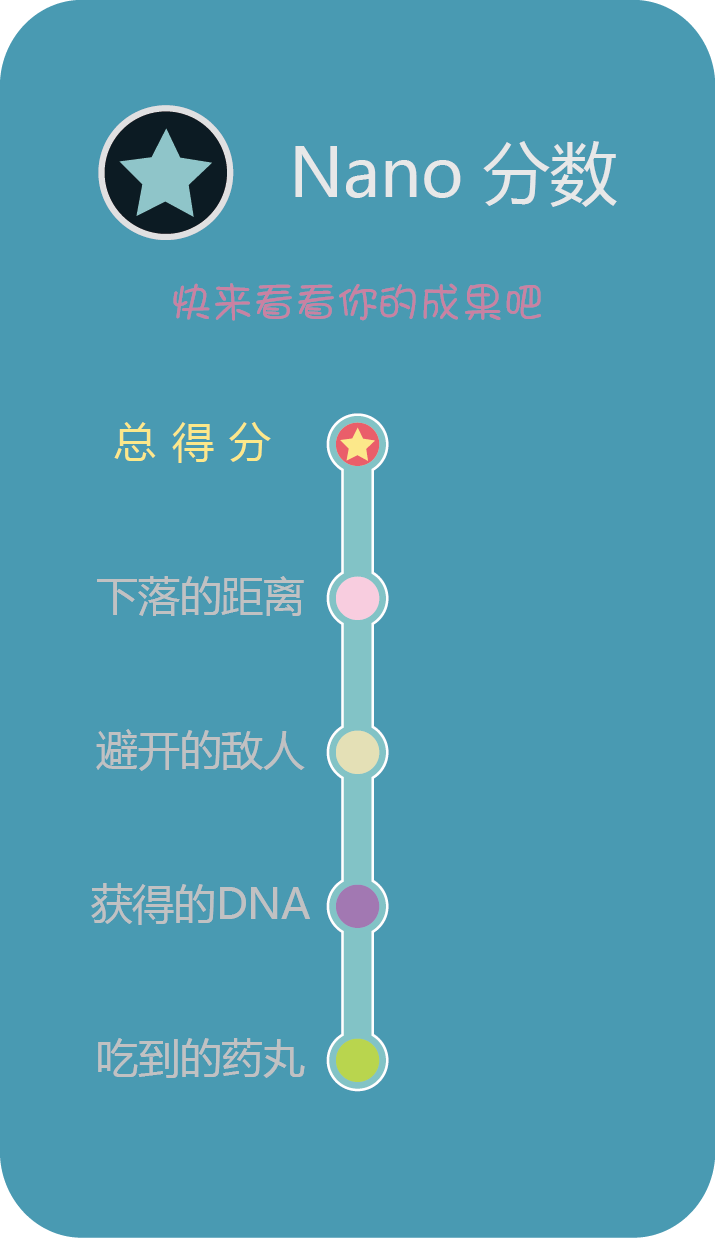 Nano 分数
快来看看你的成果吧
总得分
下落的距离
避开的敌人
获得的DNA
吃到的药丸